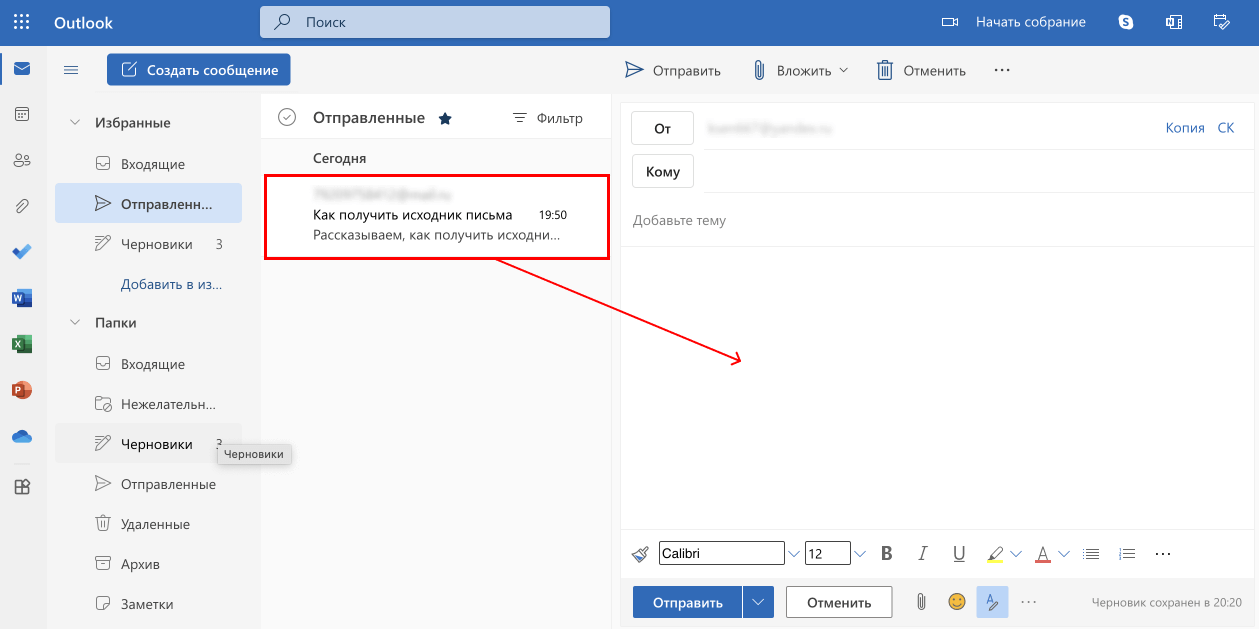 Outlook
Поиск
Начать собрание
Создать сообщение
Отправить
Вложить
Отменить
Избранные
Входящие
Отправленн...
Черновики 3
Добавить в из...
Папки
Входящие
Нежелательн...
Черновики 3
Черновики
Отправленные
Удаленные
Архив
Заметки
Отправленные
Фильтр
Сегодня
Как получить исходник письма 19:50
Рассказываем, как получить исходни...
От
Копия СК
Кому
Добавьте тему
Calibri 12
Отправить
Отменить
Черновик сохранен в 20:20